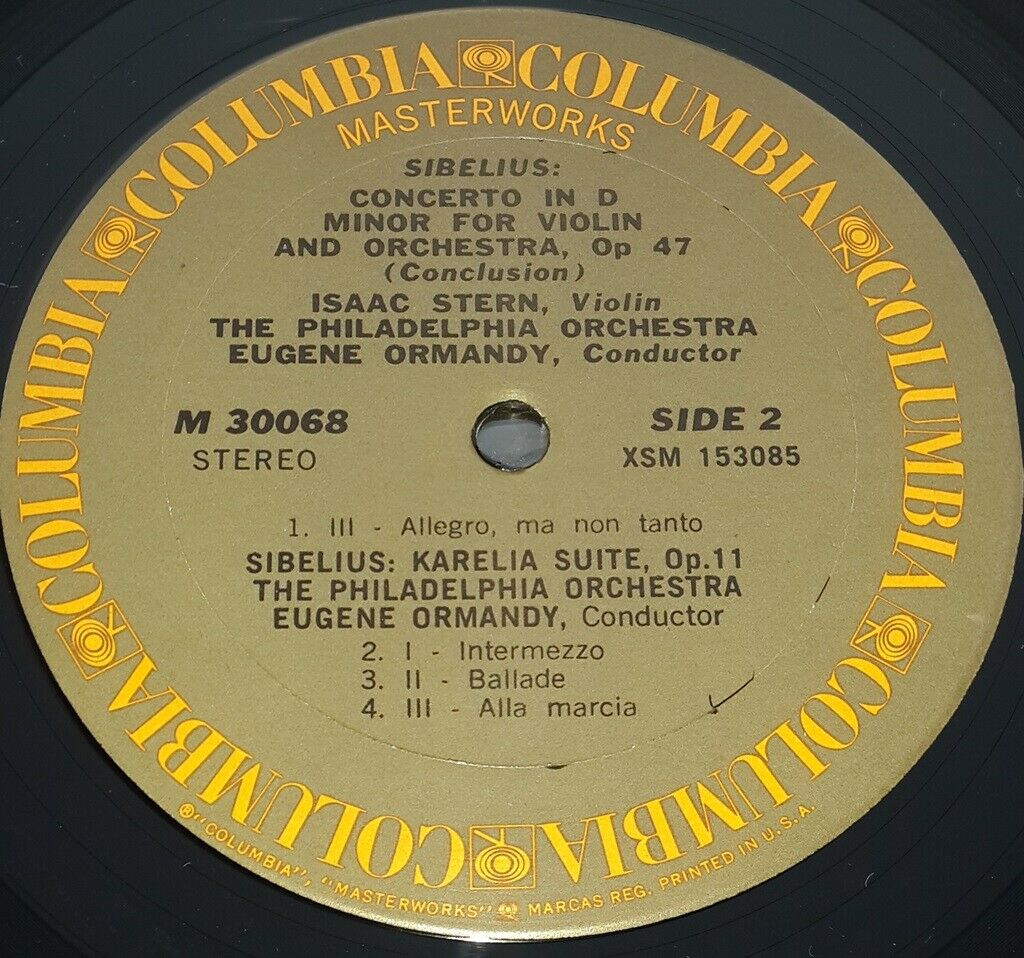 COLUMBIA COLUMBIA COLUMBIA COLUMBIA COLUMBIA COLUMBIA COLUMBIA
MASTERWORKS
SIBELIUS:
CONCERTO IN D
MINOR FOR VIOLIN
AND ORCHESTRA, Op 47
(Conclusion)
ISAAC STERN, Violin
THE PHILADELPHIA ORCHESTRA
EUGENE ORMANDY, Conductor
M 30068
STEREO
SIDE 2
XSM 153085
1. III - Allegro, ma non tanto
SIBELIUS: KARELIA SUITE, Op.11
THE PHILADELPHIA ORCHESTRA
EUGENE ORMANDY, Conductor
2. I - Intermezzo
3. II - Ballade
4. III - Alla marcia
®"COLUMBIA", "MASTERWORKS" MARCAS REG. PRINTED IN U.S.A.